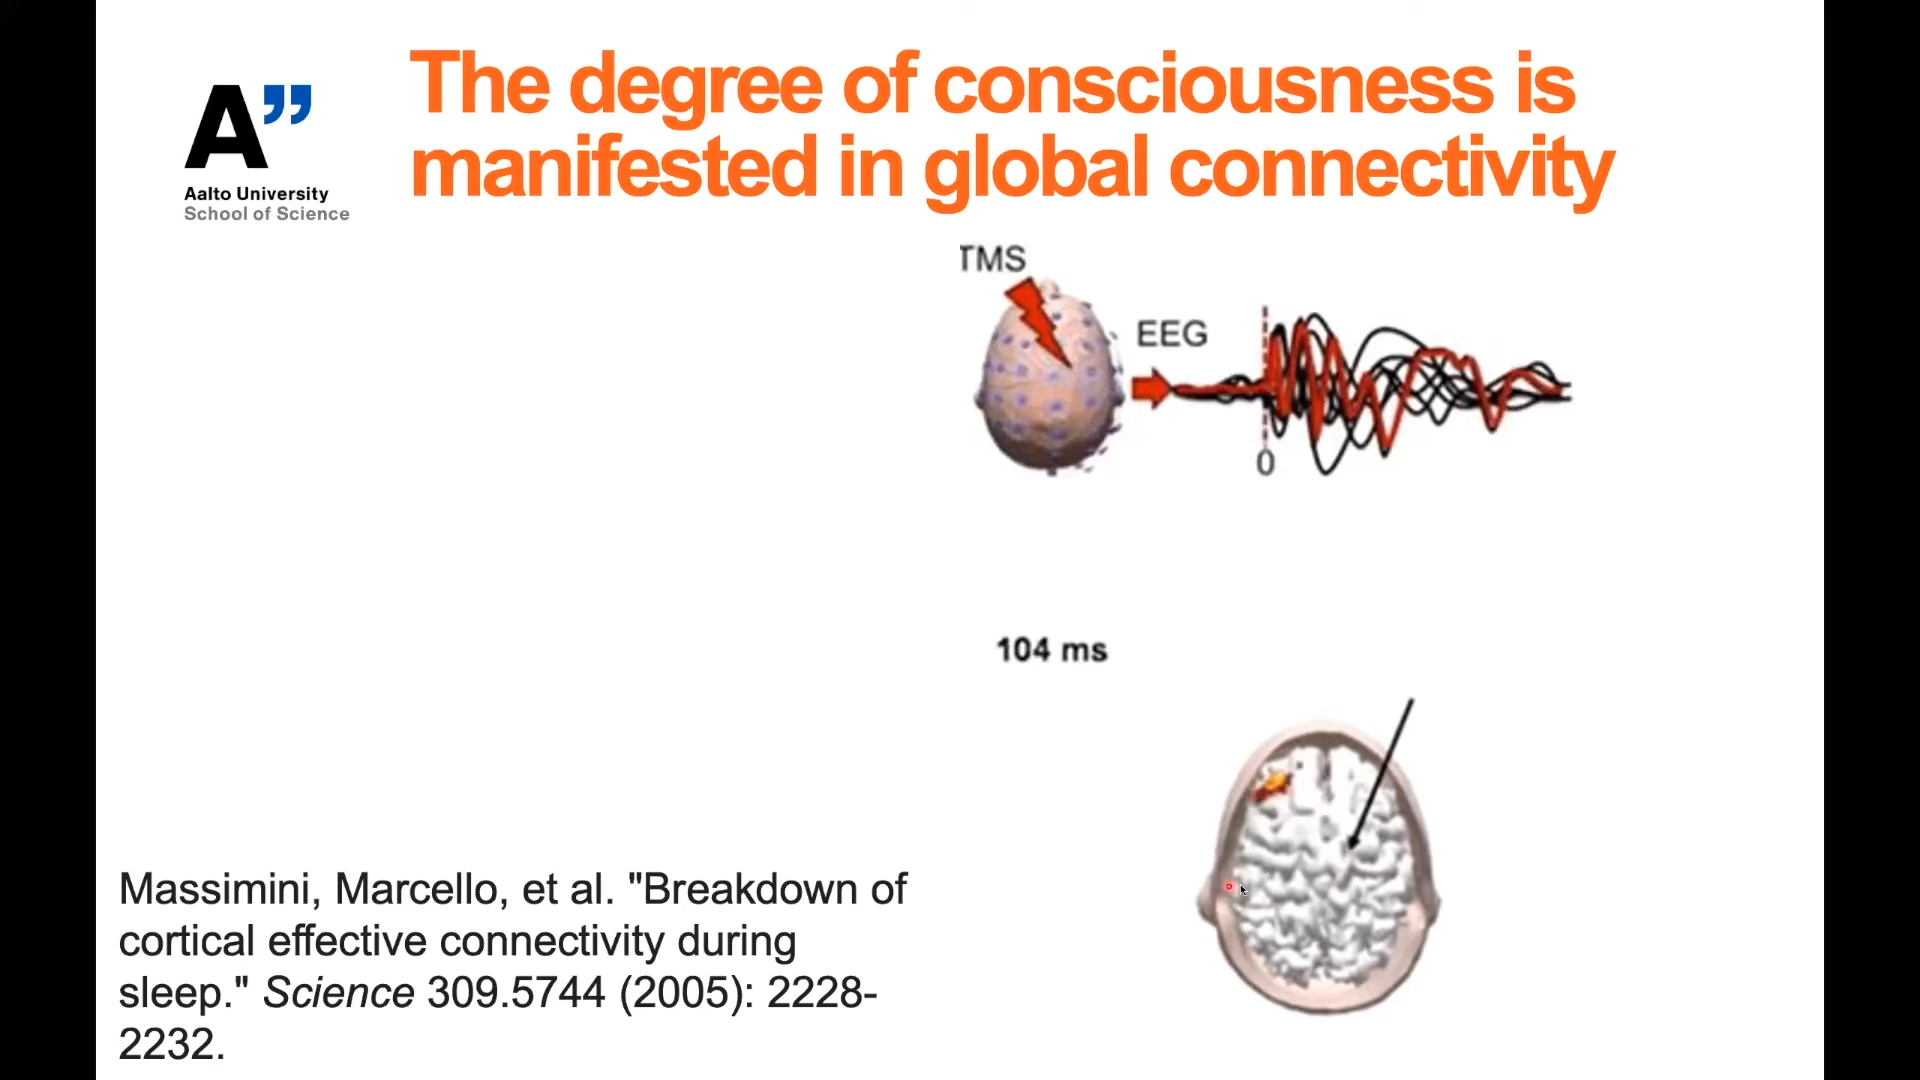 The degree of consciousness is
manifested in global connectivity
A”
Aalto University
School of Science
TMS
EEG
0
104 ms
Massimini, Marcello, et al. "Breakdown of
cortical effective connectivity during
sleep." Science 309.5744 (2005): 2228-
2232.